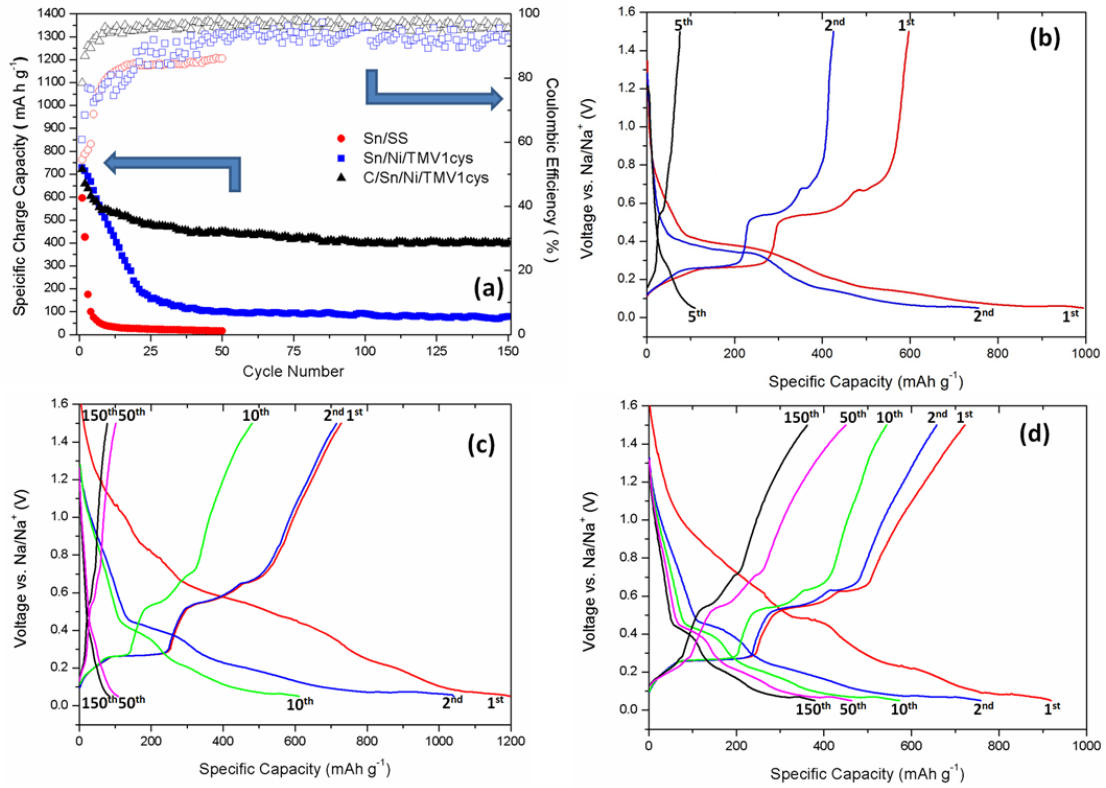 1400
1300
1200
1100
1000
900
800
700
600
500
400
300
200
100
0
Speicific Charge Capacity ( mA h g⁻¹)
0 25 50 75 100 125 150
Cycle Number
100
80
60
40
20
0
Coulombic Efficiency ( % )
Sn/SS
Sn/Ni/TMV1cys
C/Sn/Ni/TMV1cys
(a)
1.6
1.4
1.2
1.0
0.8
0.6
0.4
0.2
0.0
Voltage vs. Na/Na⁺ (V)
5th 2nd 1st
(b)
5th 2nd 1st
0 200 400 600 800 1000
Specific Capacity (mAh g⁻¹)
1.6
1.4
1.2
1.0
0.8
0.6
0.4
0.2
0.0
Voltage vs. Na/Na⁺ (V)
150th 50th 10th 2nd 1st
(c)
150th 50th 10th 2nd 1st
0 200 400 600 800 1000 1200
Specific Capacity (mAh g⁻¹)
1.6
1.4
1.2
1.0
0.8
0.6
0.4
0.2
0.0
Voltage vs. Na/Na⁺ (V)
150th 50th 10th 2nd 1st
(d)
150th 50th 10th 2nd 1st
0 200 400 600 800 1000
Specific Capacity (mAh g⁻¹)